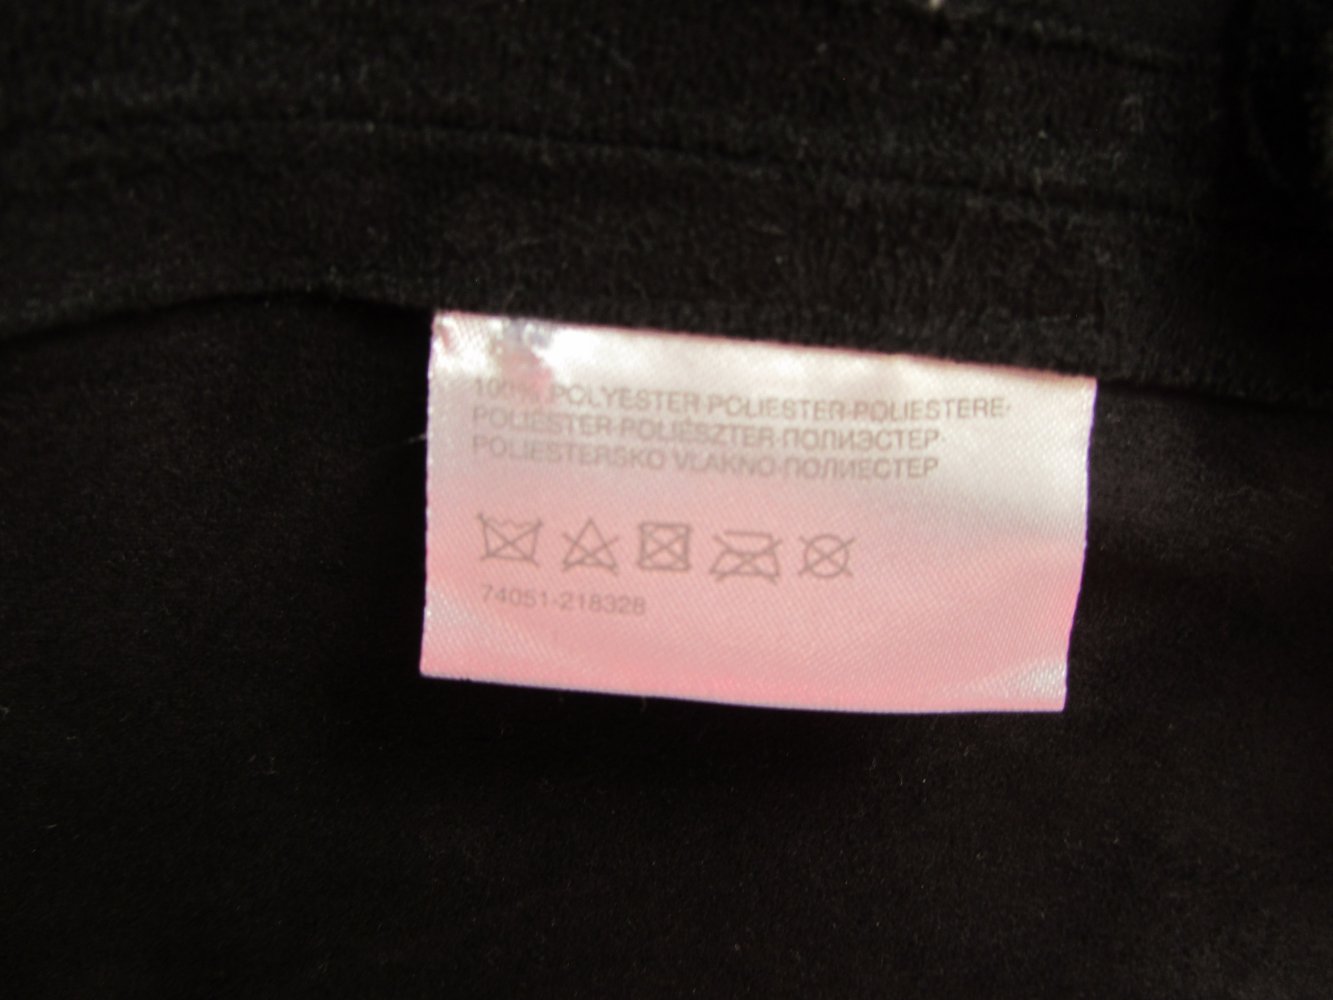 100% POLYESTER·POLIESTER·POLIESTERE·
POLIESTER·POLIÉSZTER·ПОЛИЭСТЕР·
POLIESTERSKO VLAKNO·ПОЛИЕСТЕР
74051-218328